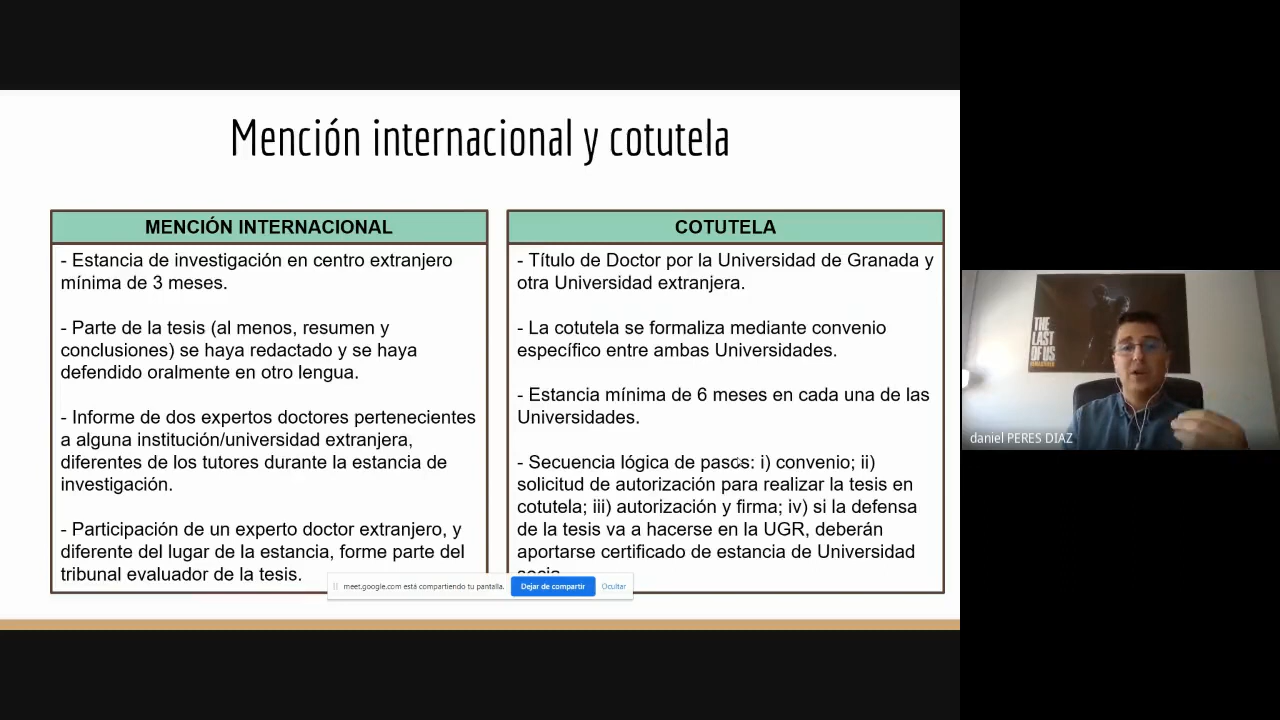 Mención internacional y cotutela
MENCIÓN INTERNACIONAL
- Estancia de investigación en centro extranjero
mínima de 3 meses.
- Parte de la tesis (al menos, resumen y
conclusiones) se haya redactado y se haya
defendido oralmente en otro lengua.
- Informe de dos expertos doctores pertenecientes
a alguna institución/universidad extranjera,
diferentes de los tutores durante la estancia de
investigación.
- Participación de un experto doctor extranjero, y
diferente del lugar de la estancia, forme parte del
tribunal evaluador de la tesis.
COTUTELA
- Título de Doctor por la Universidad de Granada y
otra Universidad extranjera.
- La cotutela se formaliza mediante convenio
específico entre ambas Universidades.
- Estancia mínima de 6 meses en cada una de las
Universidades.
- Secuencia lógica de pasos: i) convenio; ii)
solicitud de autorización para realizar la tesis en
cotutela; iii) autorización y firma; iv) si la defensa
de la tesis va a hacerse en la UGR, deberán
aportarse certificado de estancia de Universidad
meet.google.com está compartiendo tu pantalla.
Dejar de compartir
Ocultar
THE
LAST
OF US
daniel PERES DIAZ